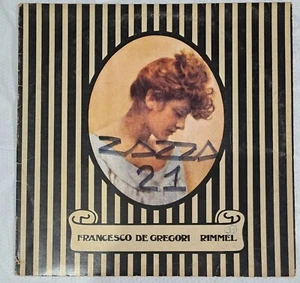 ZAZZA
21
FRANCESCO DE GREGORI RIMMEL